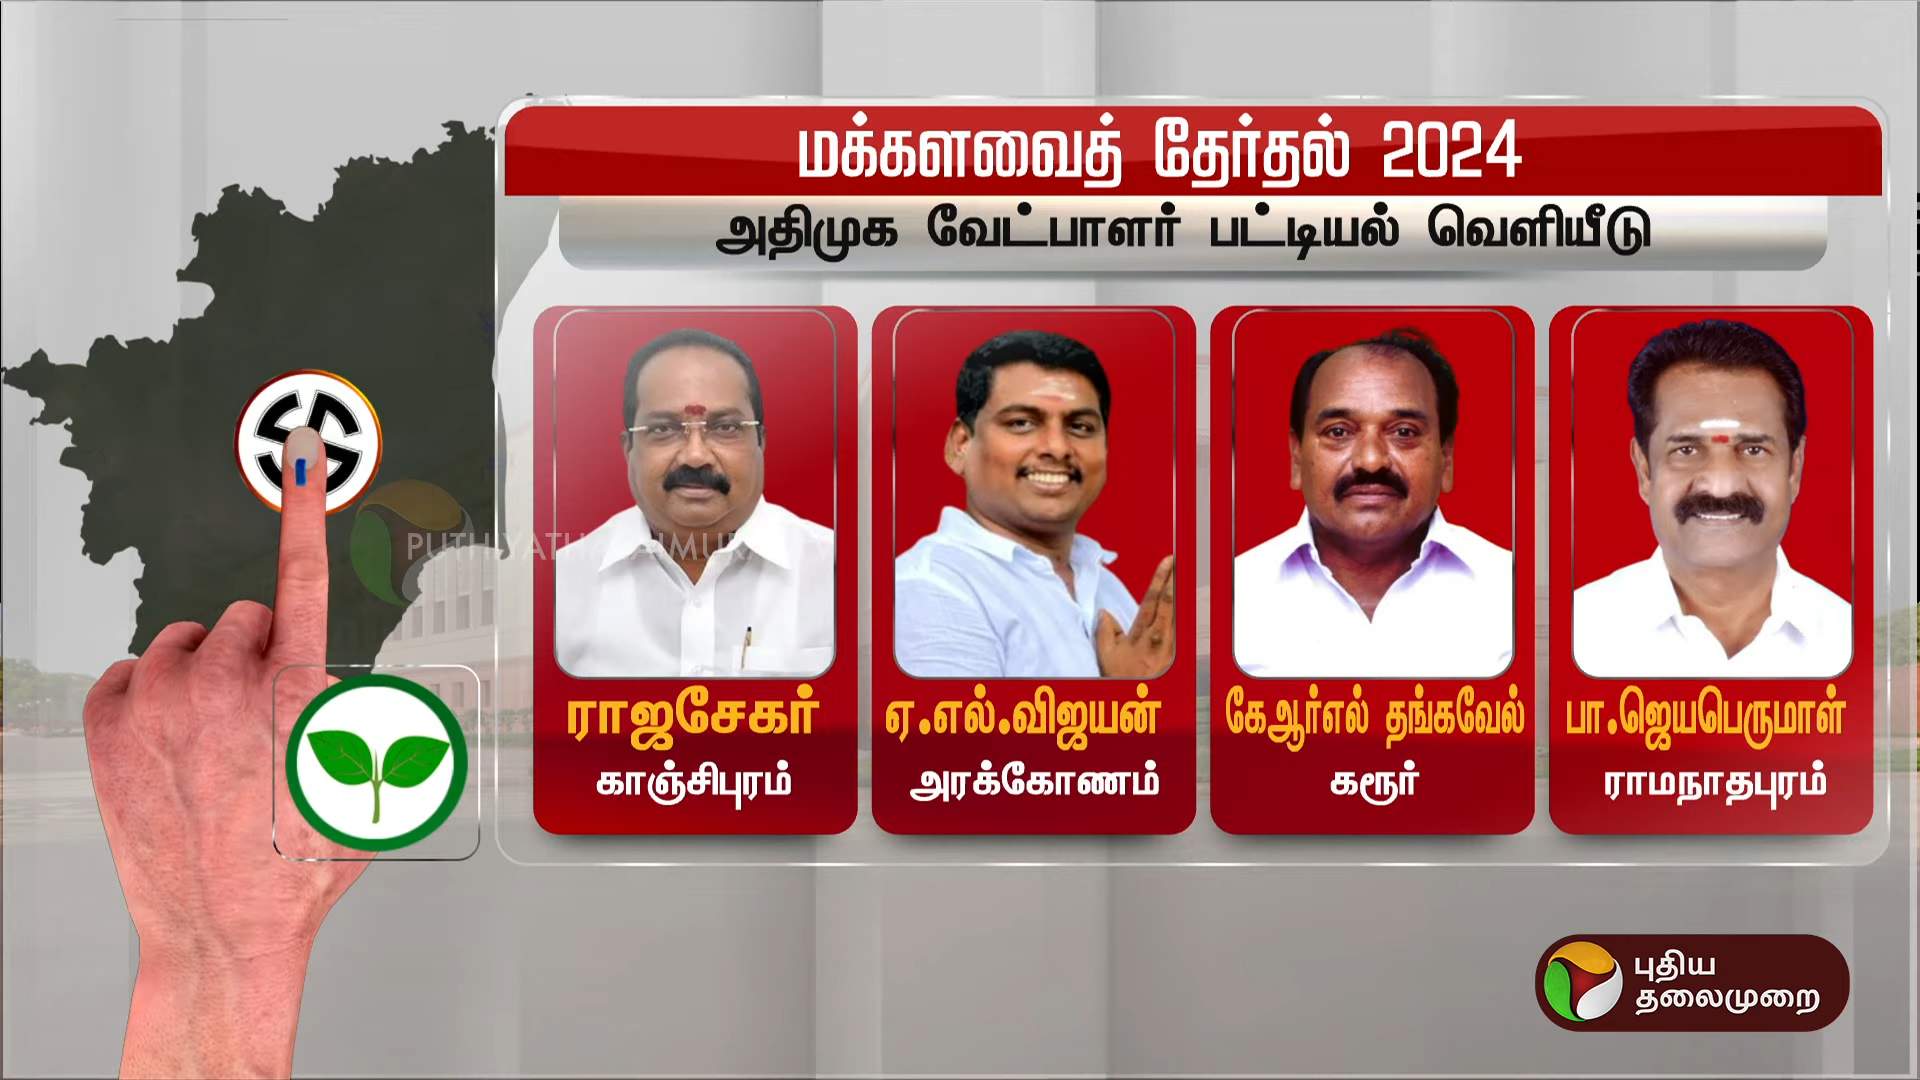 மக்களவைத் தேர்தல் 2024
அதிமுக வேட்பாளர் பட்டியல் வெளியீடு
ராஜசேகர்
காஞ்சிபுரம்
ஏ.எல்.விஜயன்
அரக்கோணம்
கேஆர்எல் தங்கவேல்
கரூர்
பா.ஜெயபெருமாள்
ராமநாதபுரம்
புதிய
தலைமுறை